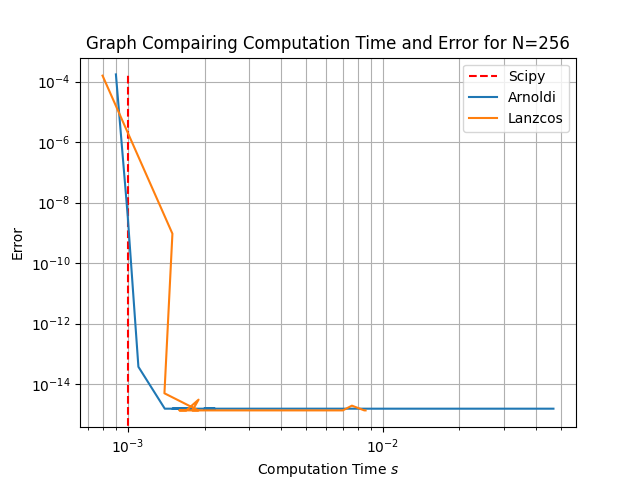 Graph Compairing Computation Time and Error for N=256
Scipy
Arnoldi
Lanzcos
Error
10⁻⁴
10⁻⁶
10⁻⁸
10⁻¹⁰
10⁻¹²
10⁻¹⁴
10⁻³
10⁻²
Computation Time s